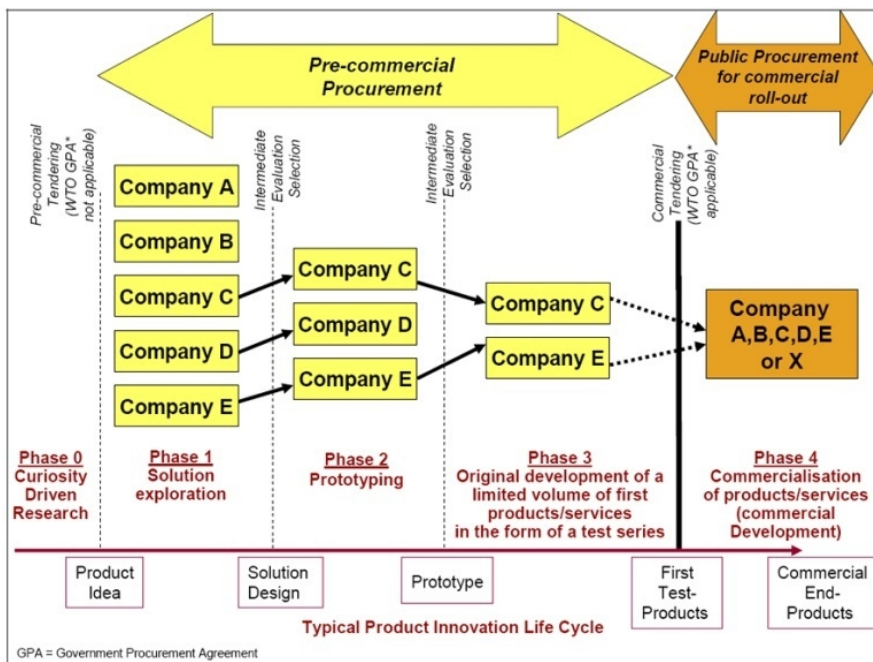 Pre-commercial
Procurement
Public Procurement
for commercial
roll-out
Pre-commercial
Tendering
(WTO GPA*
not applicable)
Intermediate
Evaluation
Selection
Intermediate
Evaluation
Selection
Commercial
Tendering
(WTO GPA*
applicable)
Company A
Company B
Company C
Company D
Company E
Company C
Company D
Company E
Company C
Company E
Company
A,B,C,D,E
or X
Phase 0
Curiosity
Driven
Research
Phase 1
Solution
exploration
Phase 2
Prototyping
Phase 3
Original development of a
limited volume of first
products/services
in the form of a test series
Phase 4
Commercialisation
of products/services
(commercial
Development)
Product
Idea
Solution
Design
Prototype
First
Test-
Products
Commercial
End-
Products
Typical Product Innovation Life Cycle
GPA = Government Procurement Agreement